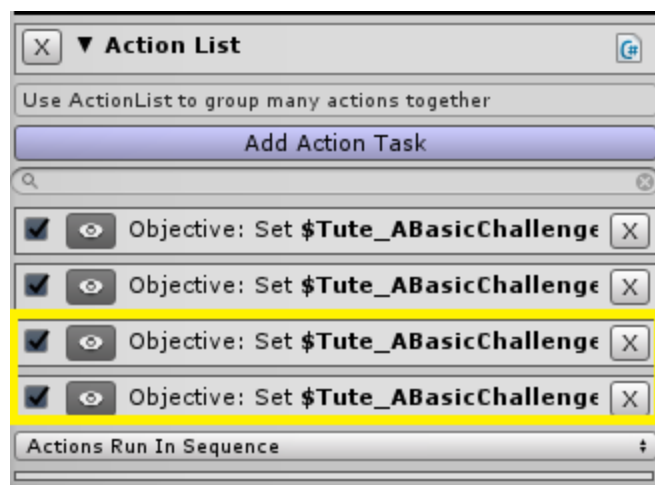 X ▼ Action List C#
Use ActionList to group many actions together
Add Action Task
Objective: Set $Tute_ABasicChallenge X
Objective: Set $Tute_ABasicChallenge X
Objective: Set $Tute_ABasicChallenge X
Objective: Set $Tute_ABasicChallenge X
Actions Run In Sequence